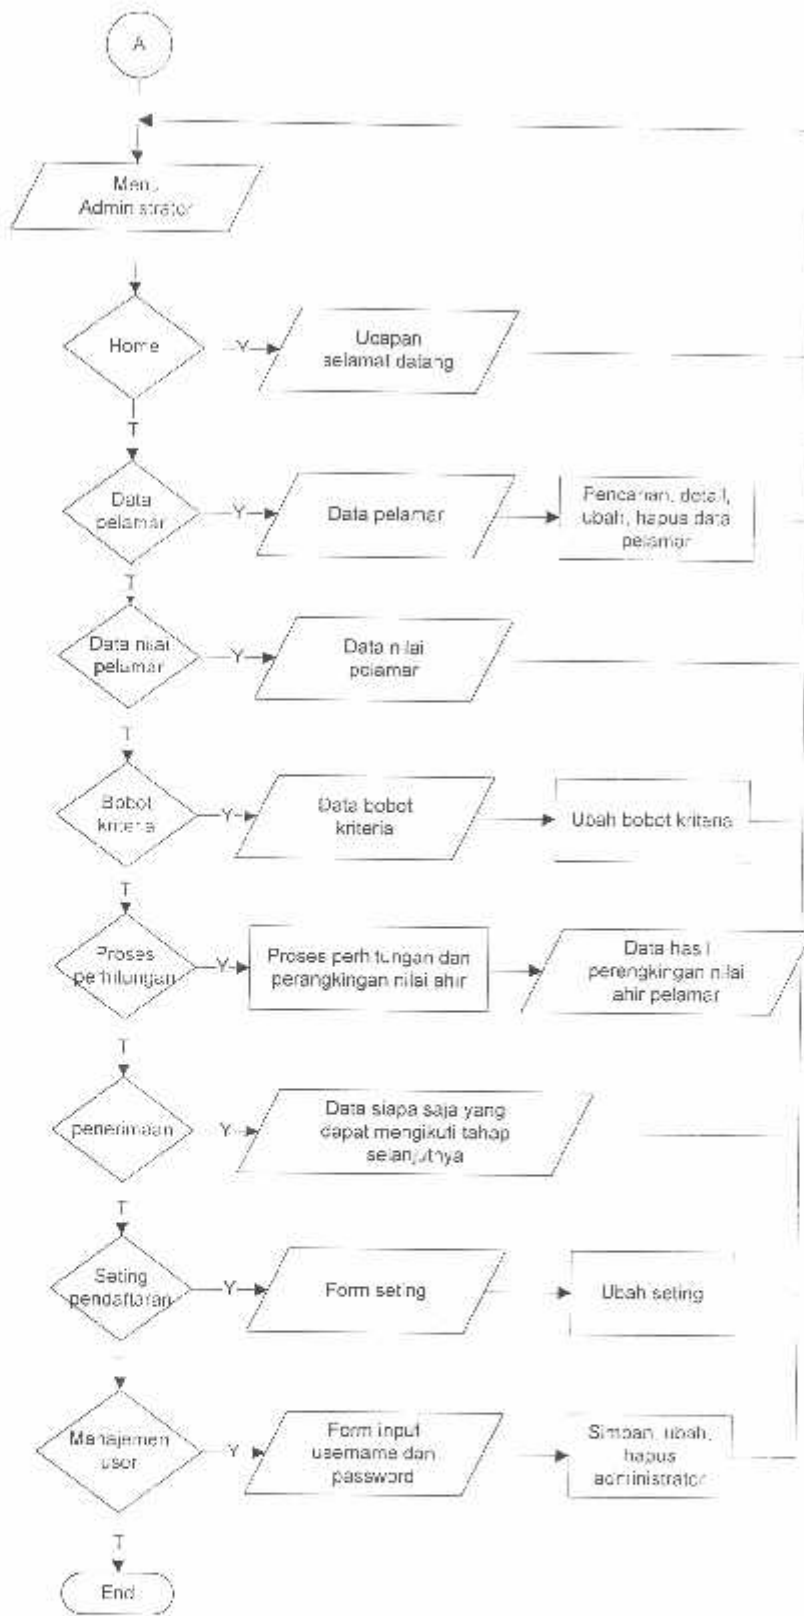 A
Menu
Administrator
Home
Y
Ucapan
selamat datang
T
Data
pelamar
Y
Data pelamar
Pencarian, detail,
ubah, hapus data
pelamar
T
Data nilai
pelamar
Y
Data nilai
pelamar
T
Bobot
kriteria
Y
Data bobot
kriteria
Ubah bobot kriteria
T
Proses
perhitungan
Y
Proses perhitungan dan
perangkingan nilai ahir
Data hasil
perengkingan nilai
ahir pelamar
T
penerimaan
Y
Data siapa saja yang
dapat mengikuti tahap
selanjutnya
T
Seting
pendaftaran
Y
Form seting
Ubah seting
Manajemen
user
Y
Form input
username dan
password
Simpan, ubah,
hapus
administrator
T
End